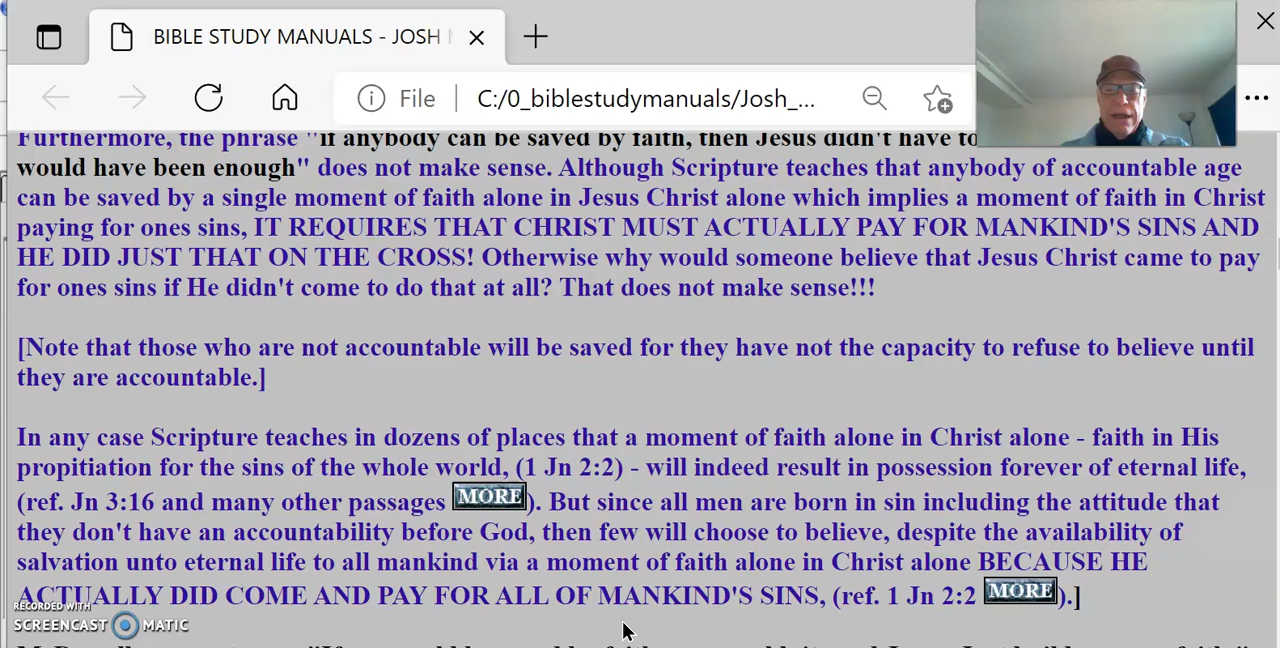 BIBLE STUDY MANUALS - JOSH
File
C:/0_biblestudymanuals/Josh_...
Furthermore, the phrase "if anybody can be saved by faith, then Jesus didn't have to
would have been enough" does not make sense. Although Scripture teaches that anybody of accountable age
can be saved by a single moment of faith alone in Jesus Christ alone which implies a moment of faith in Christ
paying for ones sins, IT REQUIRES THAT CHRIST MUST ACTUALLY PAY FOR MANKIND'S SINS AND
HE DID JUST THAT ON THE CROSS! Otherwise why would someone believe that Jesus Christ came to pay
for ones sins if He didn't come to do that at all? That does not make sense!!!
[Note that those who are not accountable will be saved for they have not the capacity to refuse to believe until
they are accountable.]
In any case Scripture teaches in dozens of places that a moment of faith alone in Christ alone - faith in His
propitiation for the sins of the whole world, (1 Jn 2:2) - will indeed result in possession forever of eternal life,
(ref. Jn 3:16 and many other passages MORE). But since all men are born in sin including the attitude that
they don't have an accountability before God, then few will choose to believe, despite the availability of
salvation unto eternal life to all mankind via a moment of faith alone in Christ alone BECAUSE HE
ACTUALLY DID COME AND PAY FOR ALL OF MANKIND'S SINS, (ref. 1 Jn 2:2 MORE).]
RECORDED WITH
SCREENCAST MATIC